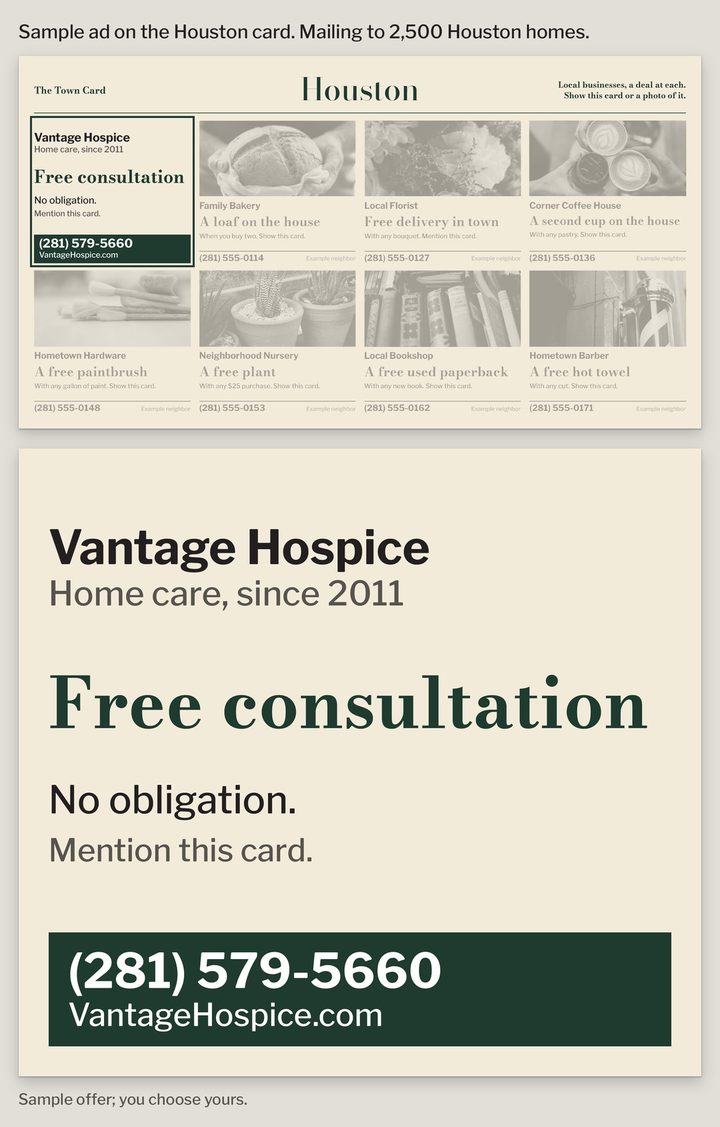 Sample ad on the Houston card. Mailing to 2,500 Houston homes.
The Town Card
Houston
Local businesses, a deal at each.
Show this card or a photo of it.
Vantage Hospice
Home care, since 2011
Free consultation
No obligation.
Mention this card.
(281) 579-5660
VantageHospice.com
Family Bakery
A loaf on the house
When you buy two. Show this card.
(281) 555-0114 Example neighbor
Local Florist
Free delivery in town
With any bouquet. Mention this card.
(281) 555-0127 Example neighbor
Corner Coffee House
A second cup on the house
With any pastry. Show this card.
(281) 555-0136 Example neighbor
Hometown Hardware
A free paintbrush
With any gallon of paint. Show this card.
(281) 555-0148 Example neighbor
Neighborhood Nursery
A free plant
With any $25 purchase. Show this card.
(281) 555-0153 Example neighbor
Local Bookshop
A free used paperback
With any new book. Show this card.
(281) 555-0162 Example neighbor
Hometown Barber
A free hot towel
With any cut. Show this card.
(281) 555-0171 Example neighbor
Vantage Hospice
Home care, since 2011
Free consultation
No obligation.
Mention this card.
(281) 579-5660
VantageHospice.com
Sample offer; you choose yours.